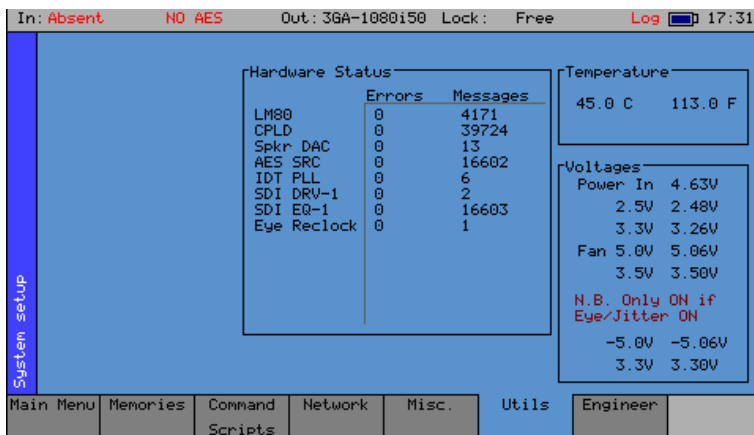 In: Absent NO AES Out: 3GA-1080i50 Lock: Free Log 17:31
Hardware Status
Errors Messages
LM80 0 4171
CPLD 0 39724
Spkr DAC 0 13
AES SRC 0 16602
IDT PLL 0 6
SDI DRV-1 0 2
SDI EQ-1 0 16603
Eye Reclock 0 1
Temperature
45.0 C 113.0 F
Voltages
Power In 4.63V
2.5V 2.48V
3.3V 3.26V
Fan 5.0V 5.06V
3.5V 3.50V
N.B. Only ON if
Eye/Jitter ON
-5.0V -5.06V
3.3V 3.30V
System setup
Main Menu Memories Command Scripts Network Misc. Utils Engineer